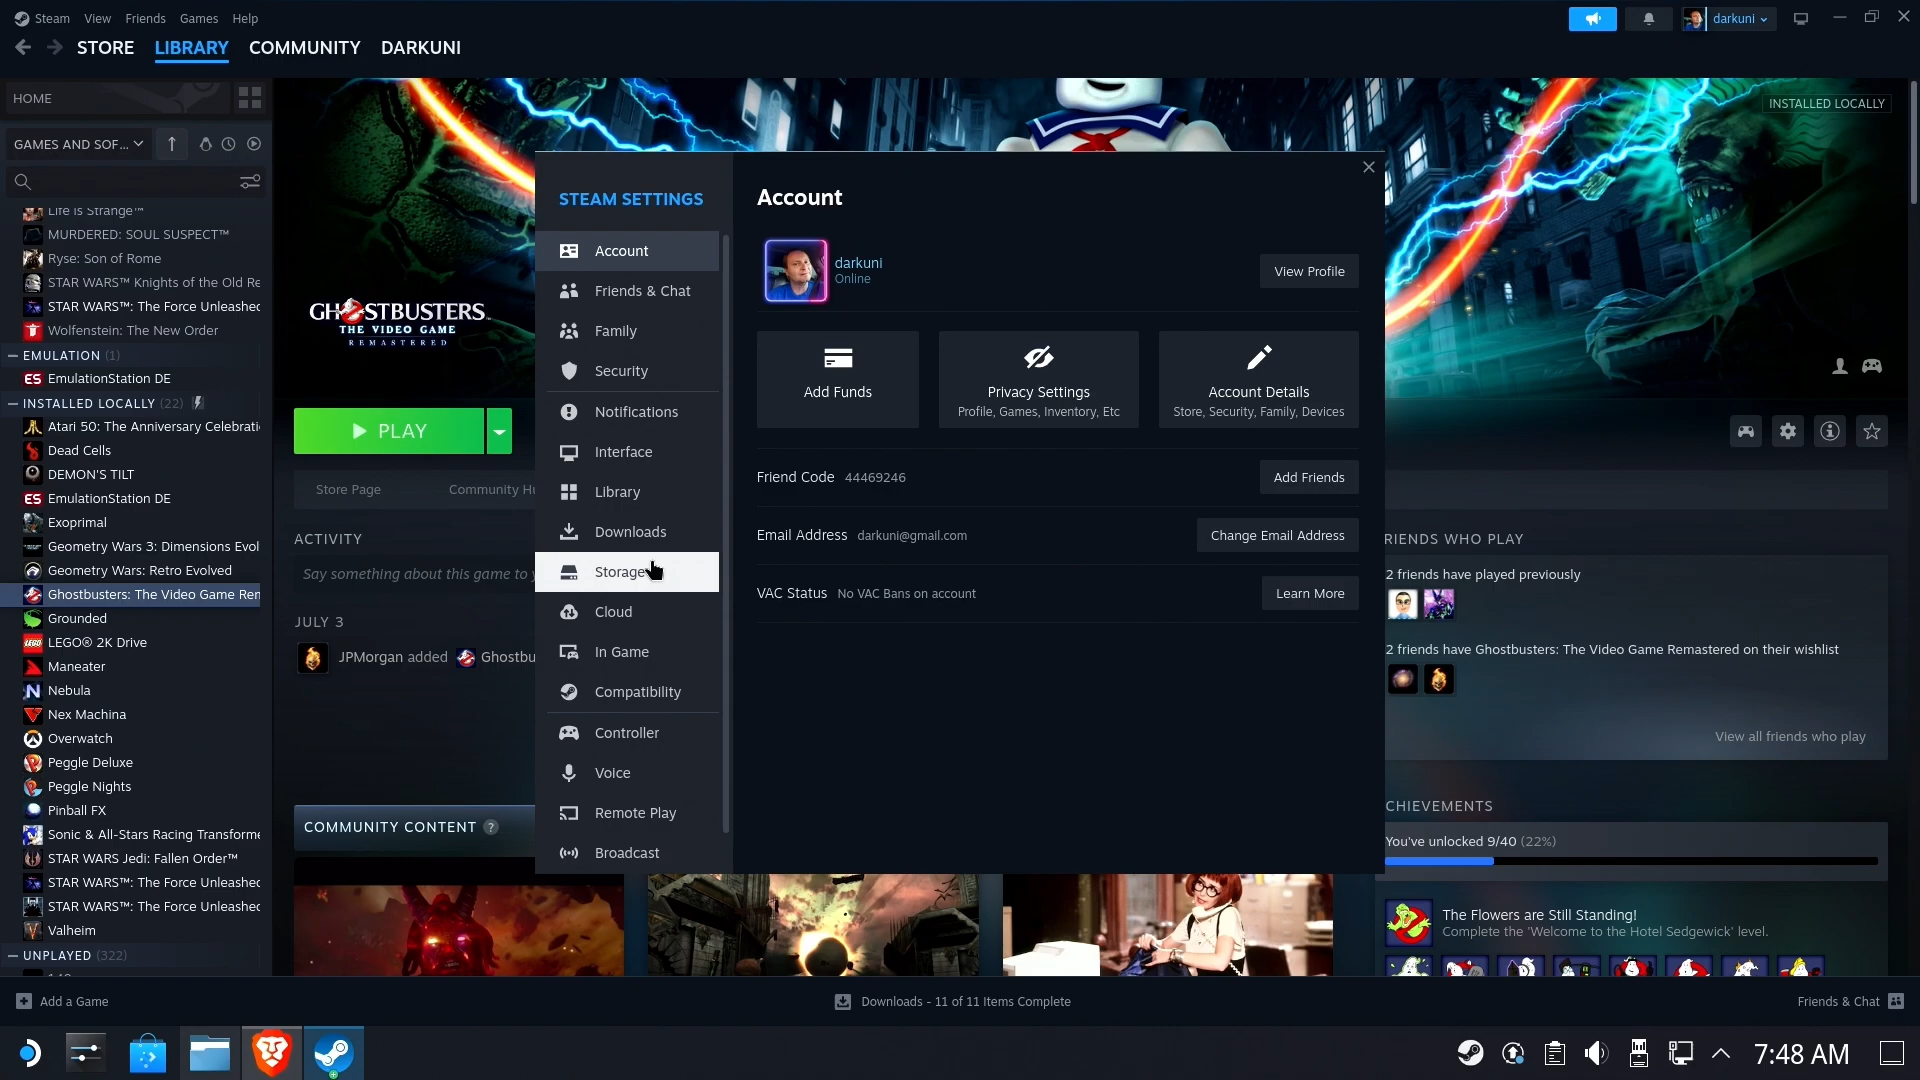 Steam View Friends Games Help
darkuni
STORE LIBRARY COMMUNITY DARKUNI
HOME
INSTALLED LOCALLY
GAMES AND SOF...
Life is Strange™
MURDERED: SOUL SUSPECT™
Ryse: Son of Rome
STAR WARS™ Knights of the Old Re
STAR WARS™: The Force Unleashed
Wolfenstein: The New Order
EMULATION (1)
ES EmulationStation DE
INSTALLED LOCALLY (22)
Atari 50: The Anniversary Celebrati
Dead Cells
DEMON'S TILT
ES EmulationStation DE
Exoprimal
Geometry Wars 3: Dimensions Evol
Geometry Wars: Retro Evolved
Ghostbusters: The Video Game Rem
Grounded
LEGO® 2K Drive
Maneater
Nebula
Nex Machina
Overwatch
Peggle Deluxe
Peggle Nights
Pinball FX
Sonic & All-Stars Racing Transforme
STAR WARS Jedi: Fallen Order™
STAR WARS™: The Force Unleashed
STAR WARS™: The Force Unleashed
Valheim
UNPLAYED (322)
GHOSTBUSTERS
THE VIDEO GAME
REMASTERED
PLAY
Store Page
Community Hu
ACTIVITY
Say something about this game to y
JULY 3
JPMorgan added Ghostbu
COMMUNITY CONTENT ?
STEAM SETTINGS
Account
Friends & Chat
Family
Security
Notifications
Interface
Library
Downloads
Storage
Cloud
In Game
Compatibility
Controller
Voice
Remote Play
Broadcast
Account
darkuni
Online
View Profile
Add Funds
Privacy Settings
Profile, Games, Inventory, Etc
Account Details
Store, Security, Family, Devices
Friend Code 44469246
Add Friends
Email Address darkuni@gmail.com
Change Email Address
VAC Status No VAC Bans on account
Learn More
RIENDS WHO PLAY
2 friends have played previously
2 friends have Ghostbusters: The Video Game Remastered on their wishlist
View all friends who play
CHIEVEMENTS
You've unlocked 9/40 (22%)
The Flowers are Still Standing!
Complete the 'Welcome to the Hotel Sedgewick' level.
Add a Game
Downloads - 11 of 11 Items Complete
Friends & Chat
7:48 AM